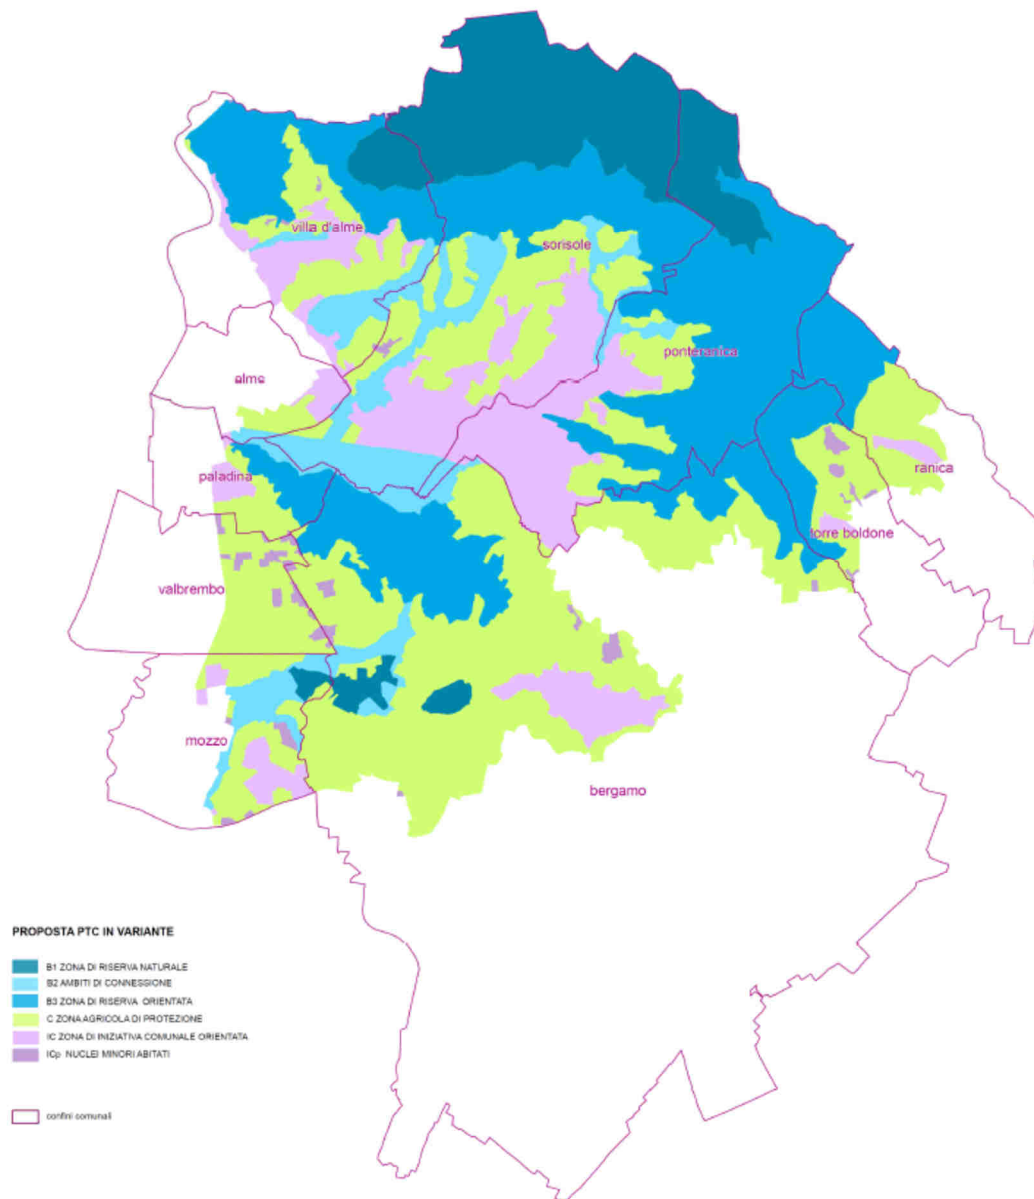 villa d'alme
sorisole
ponteranica
alme
ranica
paladina
torre boldone
valbrembo
mozzo
bergamo
PROPOSTA PTC IN VARIANTE
B1 ZONA DI RISERVA NATURALE
B2 AMBITI DI CONNESSIONE
B3 ZONA DI RISERVA ORIENTATA
C ZONA AGRICOLA DI PROTEZIONE
IC ZONA DI INIZIATIVA COMUNALE ORIENTATA
ICp NUCLEI MINORI ABITATI
confini comunali